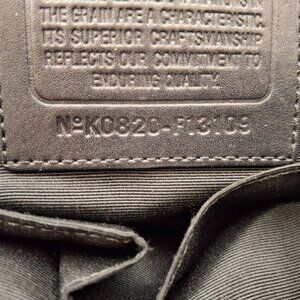 THE GRAIN ARE A CHARACTERISTIC.
ITS SUPERIOR CRAFTSMANSHIP
REFLECTS OUR COMMITMENT TO
ENDURING QUALITY.
NºK0820-F13109